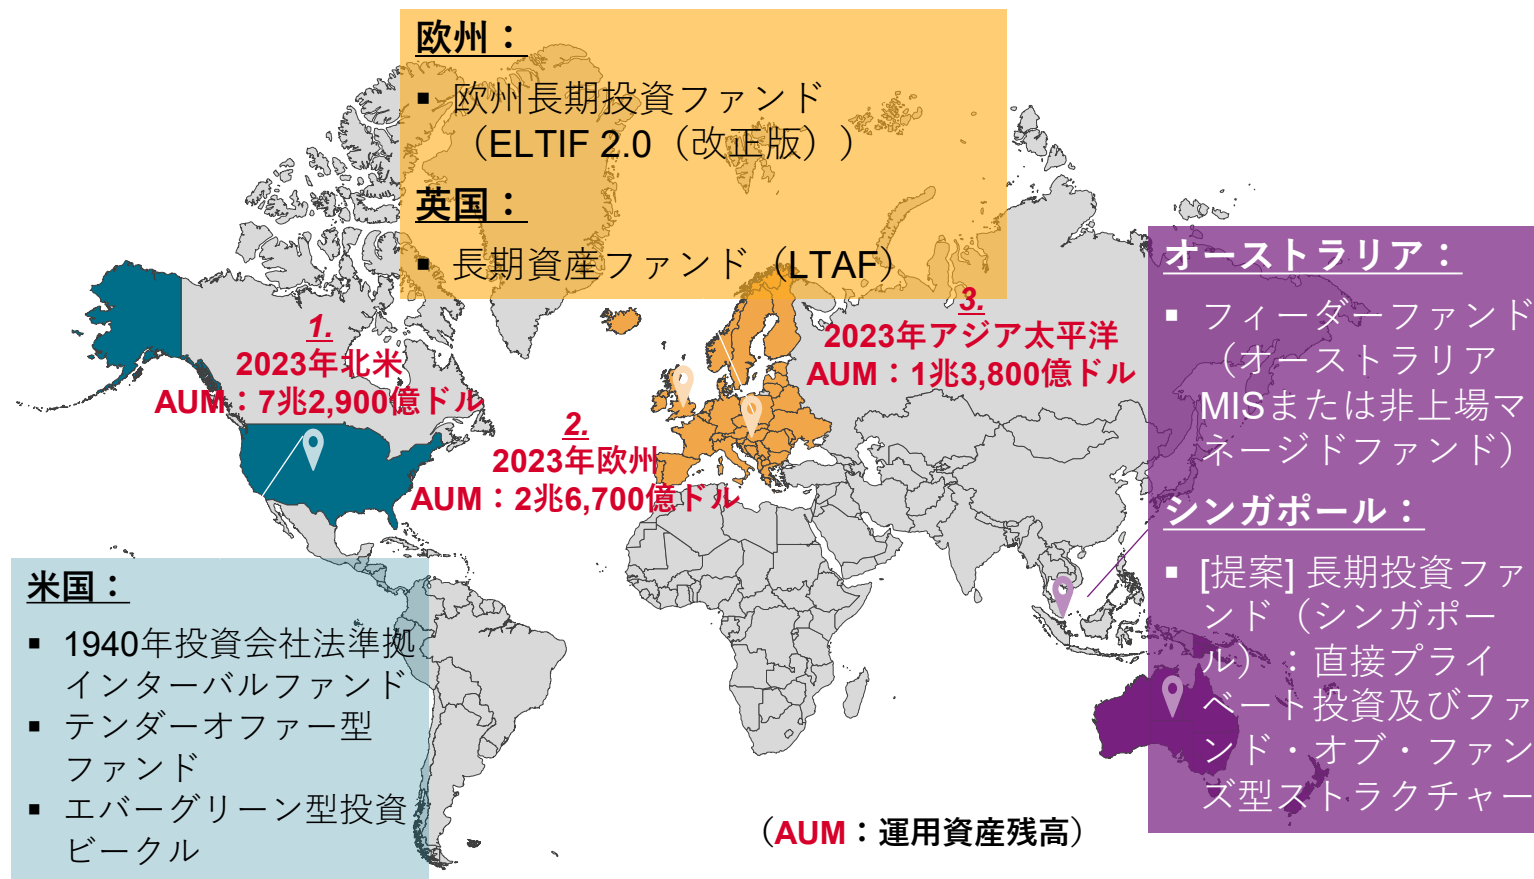 欧州：
▪ 欧州長期投資ファンド
（ELTIF 2.0（改正版））
英国：
▪ 長期資産ファンド（LTAF）
1.
2023年北米
AUM：7兆2,900億ドル
2.
2023年欧州
AUM：2兆6,700億ドル
3.
2023年アジア太平洋
AUM：1兆3,800億ドル
オーストラリア：
▪ フィーダーファンド
（オーストラリア
MISまたは非上場マ
ネージドファンド）
シンガポール：
▪ [提案] 長期投資ファ
ンド（シンガポー
ル）：直接プライ
ベート投資及びファ
ンド・オブ・ファン
ズ型ストラクチャー
米国：
▪ 1940年投資会社法準拠
インターバルファンド
▪ テンダーオファー型
ファンド
▪ エバーグリーン型投資
ビークル
（AUM：運用資産残高）